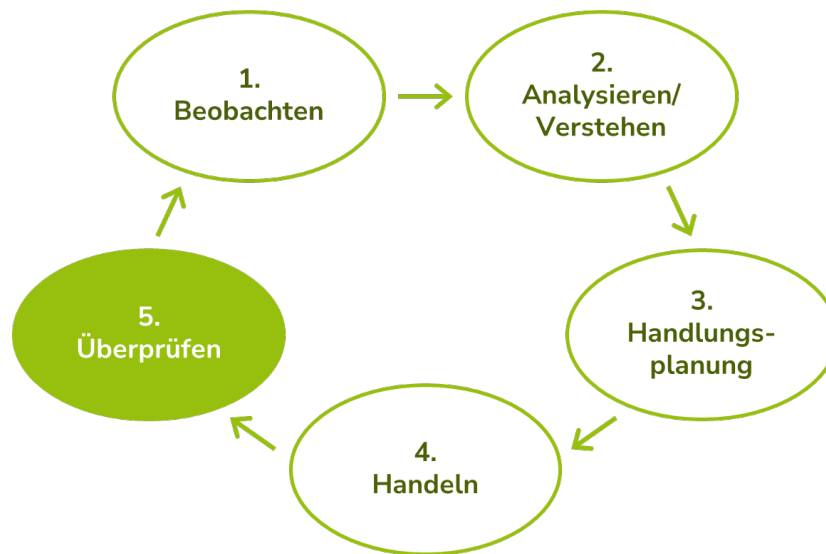 1.
Beobachten
2.
Analysieren/
Verstehen
3.
Handlungs-
planung
4.
Handeln
5.
Überprüfen